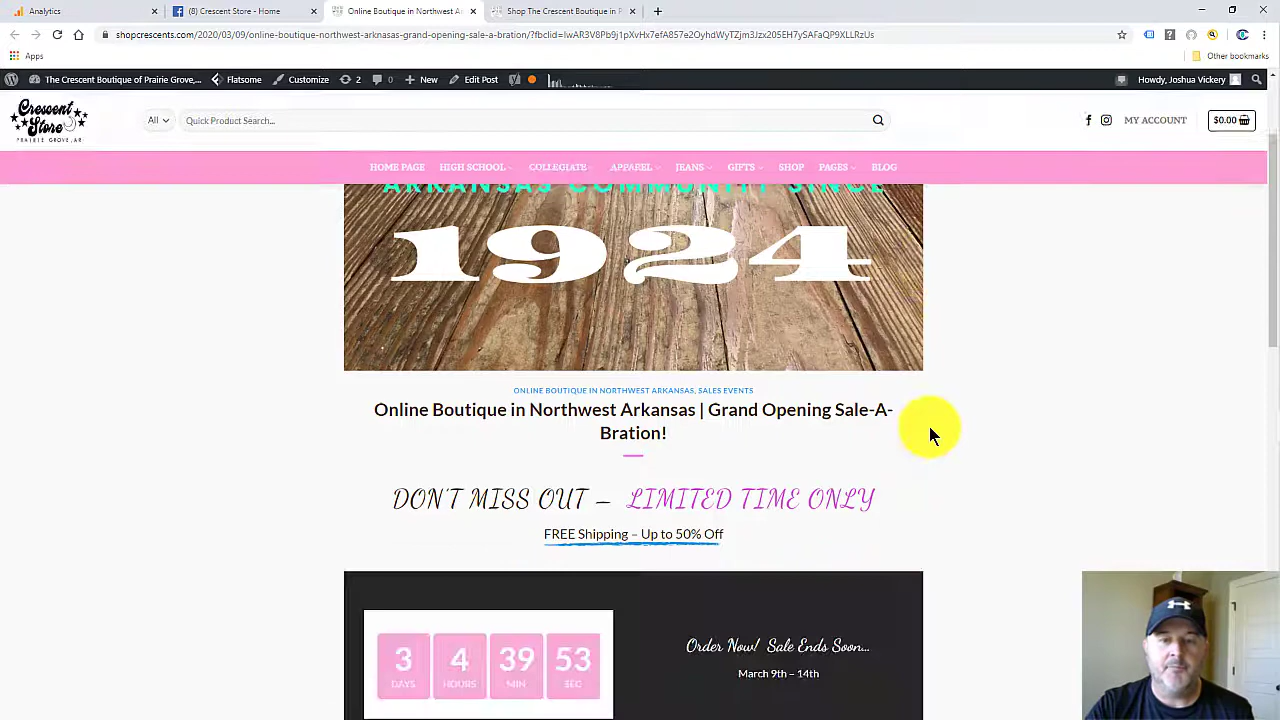 Analytics
(8) Crescent Store - Home
Online Boutique in Northwest Ar
Shop The Crescent Boutique in P
shopcrescents.com/2020/03/09/online-boutique-northwest-arknasas-grand-opening-sale-a-bration/?fbclid=IwAR3V8Pb9j1pXvHx7efA857e2OyhdWyTZjm3Jzx205EH7ySAFaQP9XLLRzUs
Apps
Other bookmarks
The Crescent Boutique of Prairie Grove,...
Flatsome
Customize
2
0
New
Edit Post
Howdy, Joshua Vickery
Crescent
Store
PRAIRIE GROVE, AR
All
Quick Product Search...
MY ACCOUNT
$0.00
HOME PAGE
HIGH SCHOOL
COLLEGIATE
APPAREL
JEANS
GIFTS
SHOP
PAGES
BLOG
ARKANSAS COMMUNITY SINCE
1924
ONLINE BOUTIQUE IN NORTHWEST ARKANSAS, SALES EVENTS
Online Boutique in Northwest Arkansas | Grand Opening Sale-A-
Bration!
DON'T MISS OUT – LIMITED TIME ONLY
FREE Shipping – Up to 50% Off
3 4 39 53
DAYS HOURS MIN SEC
Order Now! Sale Ends Soon...
March 9th – 14th